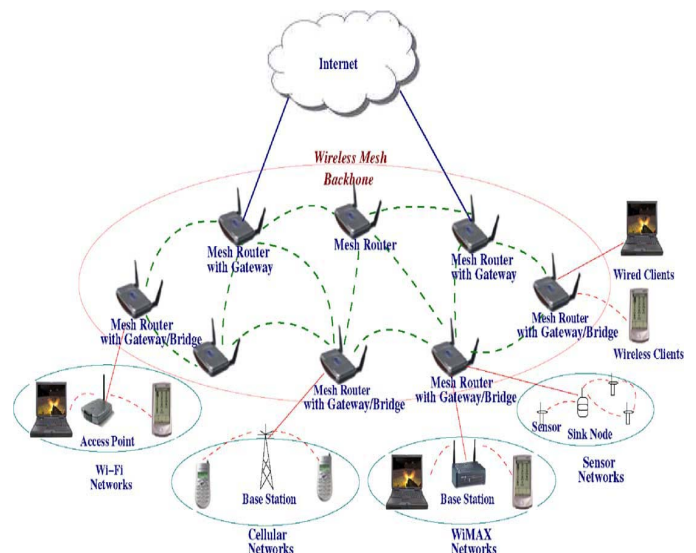 Internet
Wireless Mesh
Backbone
Mesh Router
with Gateway
Mesh Router
Mesh Router
with Gateway
Wired Clients
Mesh Router
with Gateway/Bridge
Mesh Router
with Gateway/Bridge
Wireless Clients
Mesh Router
with Gateway/Bridge
Mesh Router
with Gateway/Bridge
Access Point
Wi-Fi
Networks
Sensor
Sink Node
Sensor
Networks
Base Station
Cellular
Networks
Base Station
WiMAX
Networks